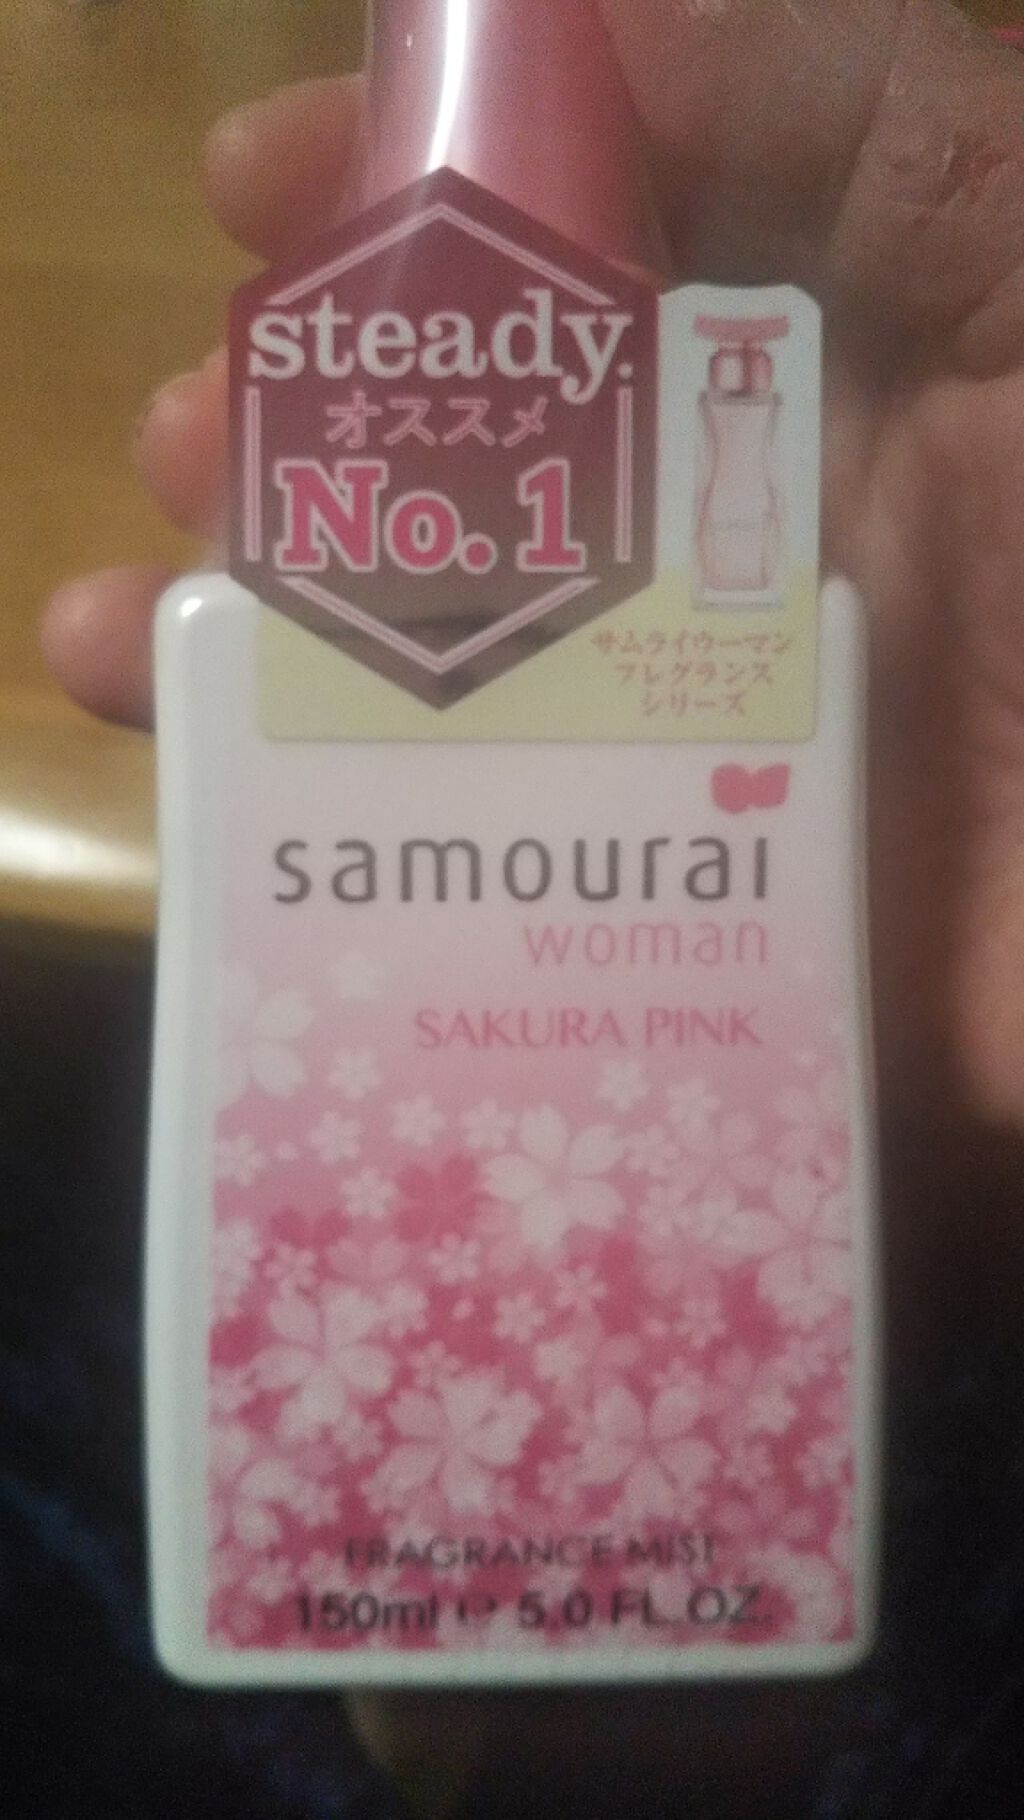 steady.
オススメ
No.1
サムライウーマン
フレグランス
シリーズ
samourai
woman
SAKURA PINK
FRAGRANCE MIST
150ml ℮ 5.0 FL.OZ.